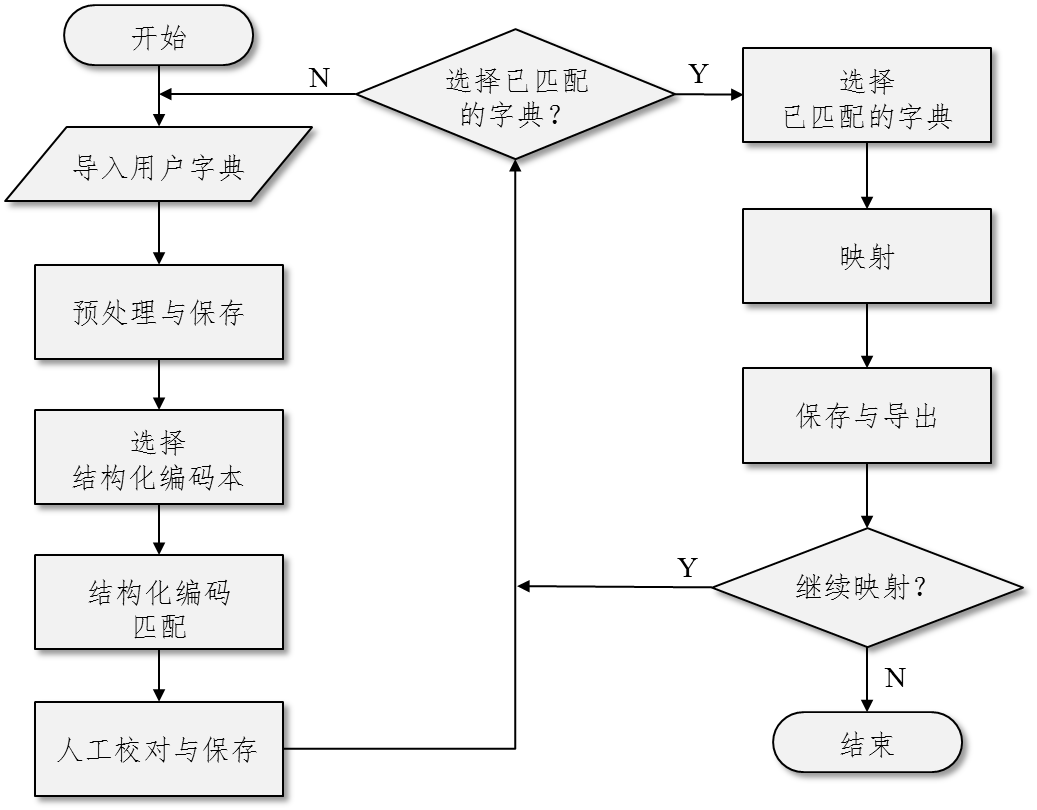 开始
导入用户字典
预处理与保存
选择
结构化编码本
结构化编码
匹配
人工校对与保存
N
选择已匹配
的字典?
Y
选择
已匹配的字典
映射
保存与导出
继续映射?
Y
N
结束